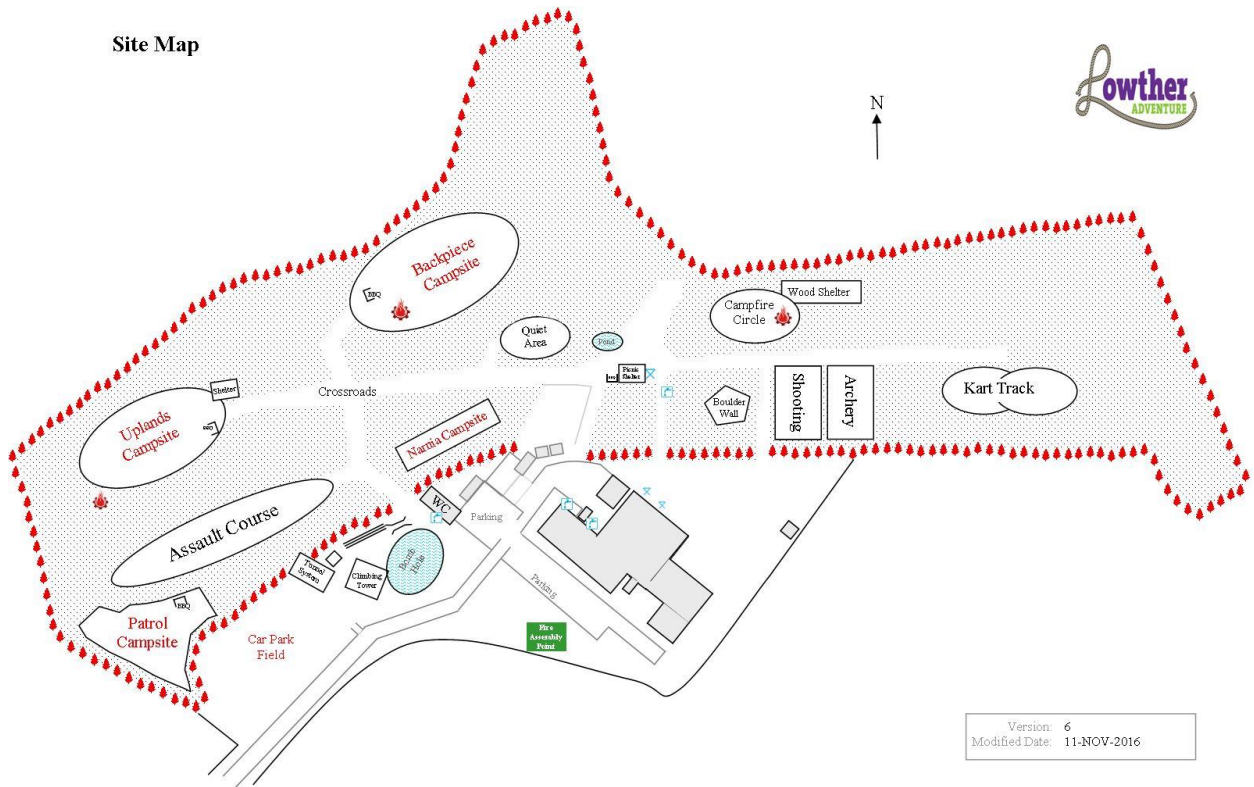 Site Map
Lowther
ADVENTURE
N
Backpiece
Campsite
BBQ
Wood Shelter
Campfire
Circle
Quiet
Area
Pond
Picnic
Shelter
Shelter
Crossroads
Uplands
Campsite
Narnia Campsite
Boulder
Wall
Shooting
Archery
Kart Track
Assault Course
WC
Parking
Bomb
Hole
Tunnel
System
Climbing
Tower
Parking
BBQ
Patrol
Campsite
Car Park
Field
Fire
Assembly
Point
Version: 6
Modified Date: 11-NOV-2016